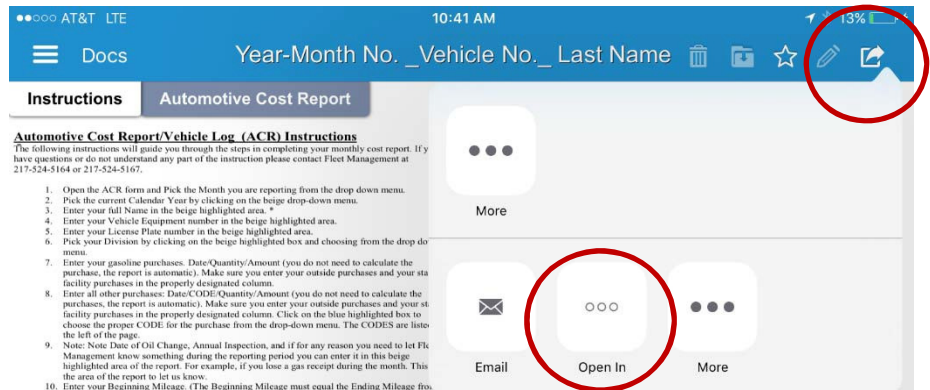 AT&T LTE 10:41 AM 13%
Docs Year-Month No. _Vehicle No._ Last Name
Instructions Automotive Cost Report
Automotive Cost Report/Vehicle Log (ACR) Instructions
The following instructions will guide you through the steps in completing your monthly cost report. If y
have questions or do not understand any part of the instruction please contact Fleet Management at
217-524-5164 or 217-524-5167.
1. Open the ACR form and Pick the Month you are reporting from the drop down menu.
2. Pick the current Calendar Year by clicking on the beige drop-down menu.
3. Enter your full Name in the beige highlighted area. *
4. Enter your Vehicle Equipment number in the beige highlighted area.
5. Enter your License Plate number in the beige highlighted area.
6. Pick your Division by clicking on the beige highlighted box and choosing from the drop do
menu.
7. Enter your gasoline purchases. Date/Quantity/Amount (you do not need to calculate the
purchase, the report is automatic). Make sure you enter your outside purchases and your sta
facility purchases in the properly designated column.
8. Enter all other purchases: Date/CODE/Quantity/Amount (you do not need to calculate the
purchases, the report is automatic). Make sure you enter your outside purchases and your sta
facility purchases in the properly designated column. Click on the blue highlighted box to
choose the proper CODE for the purchase from the drop-down menu. The CODES are liste
the left of the page.
9. Note: Note Date of Oil Change, Annual Inspection, and if for any reason you need to let Fle
Management know something during the reporting period you can enter it in this beige
highlighted area of the report. For example, if you lose a gas receipt during the month. This
the area of the report to let us know.
10. Enter your Beginning Mileage. (The Beginning Mileage must equal the Ending Mileage from
More
Email Open In More